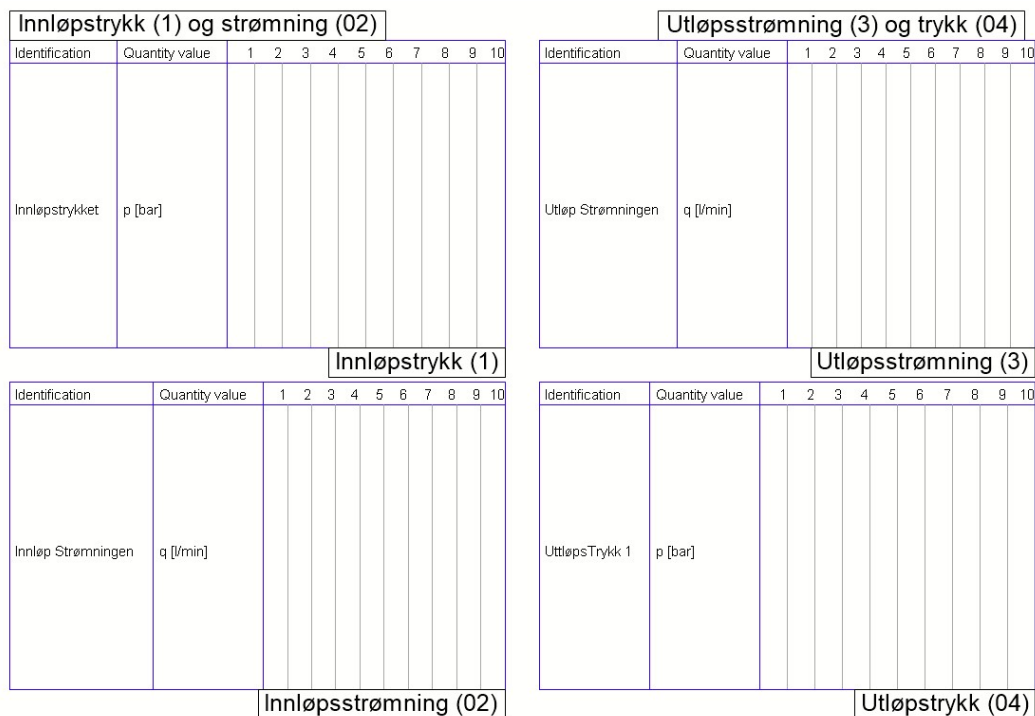 Innløpstrykk (1) og strømning (02)
Identification Quantity value 1 2 3 4 5 6 7 8 9 10
Innløpstrykket p [bar]
Innløpstrykk (1)
Utløpsstrømning (3) og trykk (04)
Identification Quantity value 1 2 3 4 5 6 7 8 9 10
Utløp Strømningen q [l/min]
Utløpsstrømning (3)
Identification Quantity value 1 2 3 4 5 6 7 8 9 10
Innløp Strømningen q [l/min]
Innløpsstrømning (02)
Identification Quantity value 1 2 3 4 5 6 7 8 9 10
UttløpsTrykk 1 p [bar]
Utløpstrykk (04)